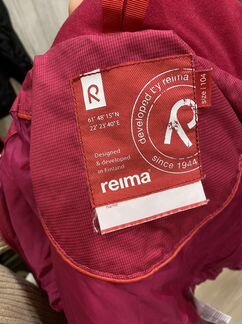 R
61° 48' 15"N
22° 23' 40"E
Designed
& developed
in Finland
reima
developed by reima
R
since 1944
size | 104